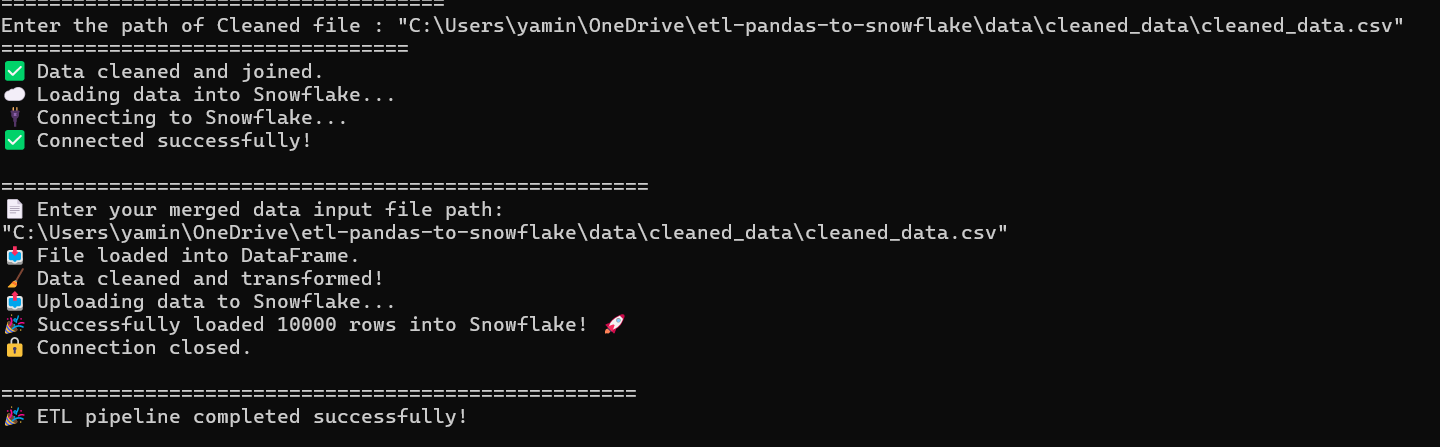 =====================================
Enter the path of Cleaned file : "C:\Users\yamin\OneDrive\etl-pandas-to-snowflake\data\cleaned_data\cleaned_data.csv"
==================================
✅ Data cleaned and joined.
☁️ Loading data into Snowflake...
🔌 Connecting to Snowflake...
✅ Connected successfully!

======================================================
📄 Enter your merged data input file path:
"C:\Users\yamin\OneDrive\etl-pandas-to-snowflake\data\cleaned_data\cleaned_data.csv"
📥 File loaded into DataFrame.
🧹 Data cleaned and transformed!
📤 Uploading data to Snowflake...
🎉 Successfully loaded 10000 rows into Snowflake! 🚀
🔒 Connection closed.

=====================================================
🎉 ETL pipeline completed successfully!